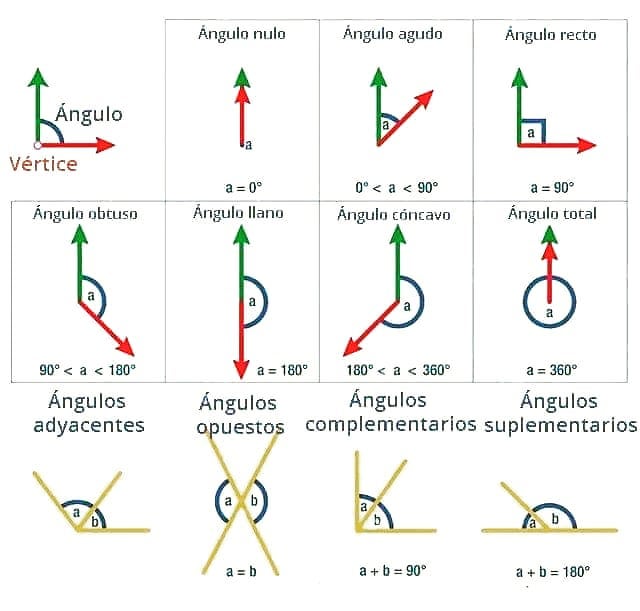 Ángulo
Vértice
Ángulo nulo
a
a = 0°
Ángulo agudo
a
0° < a < 90°
Ángulo recto
a
a = 90°
Ángulo obtuso
a
90° < a < 180°
Ángulo llano
a
a = 180°
Ángulo cóncavo
a
180° < a < 360°
Ángulo total
a
a = 360°
Ángulos
adyacentes
a
b
Ángulos
opuestos
a b
a = b
Ángulos
complementarios
a
b
a + b = 90°
Ángulos
suplementarios
a b
a + b = 180°